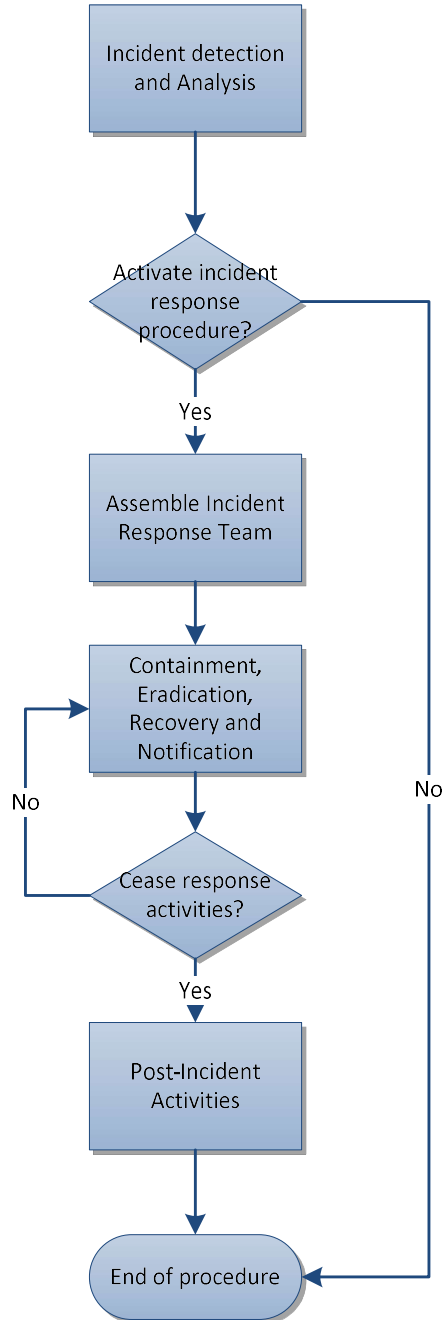 Incident detection
and Analysis
Activate incident
response
procedure?
Yes
Assemble Incident
Response Team
Containment,
Eradication,
Recovery and
Notification
No
No
Cease response
activities?
Yes
Post-Incident
Activities
End of procedure